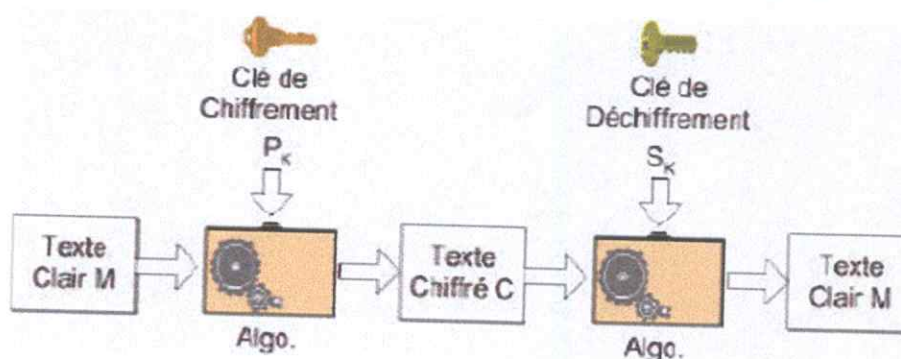 Clé de
Chiffrement
P_K
Clé de
Déchiffrement
S_K
Texte
Clair M
Algo.
Texte
Chiffré C
Algo.
Texte
Clair M